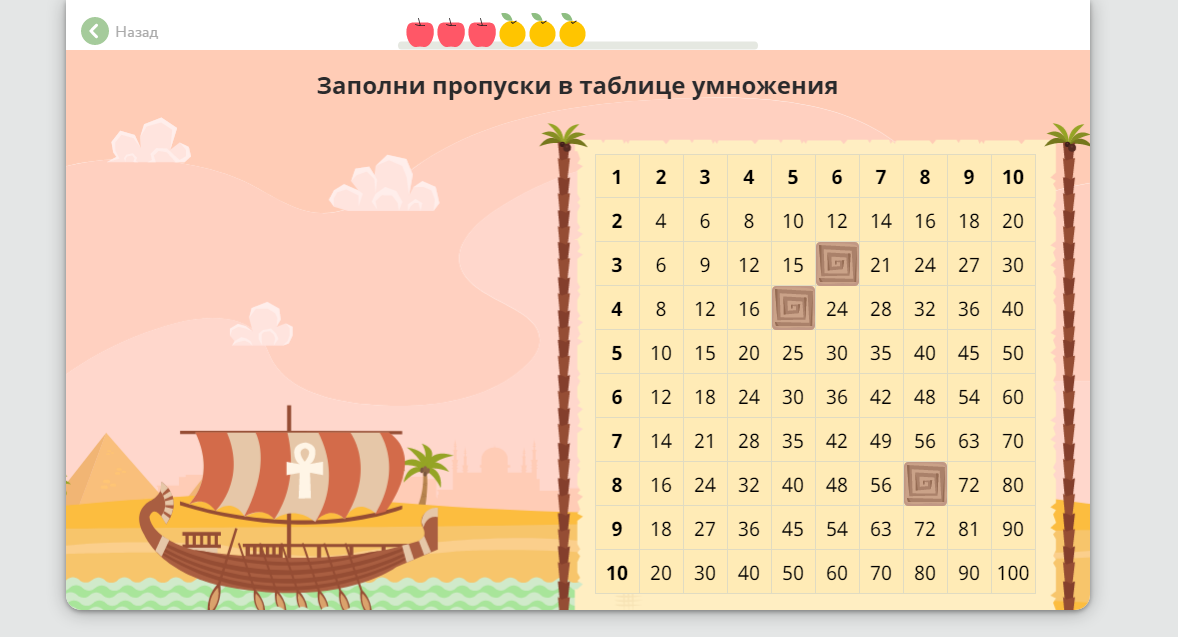 Назад
Заполни пропуски в таблице умножения
1 2 3 4 5 6 7 8 9 10
2 4 6 8 10 12 14 16 18 20
3 6 9 12 15 21 24 27 30
4 8 12 16 24 28 32 36 40
5 10 15 20 25 30 35 40 45 50
6 12 18 24 30 36 42 48 54 60
7 14 21 28 35 42 49 56 63 70
8 16 24 32 40 48 56 72 80
9 18 27 36 45 54 63 72 81 90
10 20 30 40 50 60 70 80 90 100